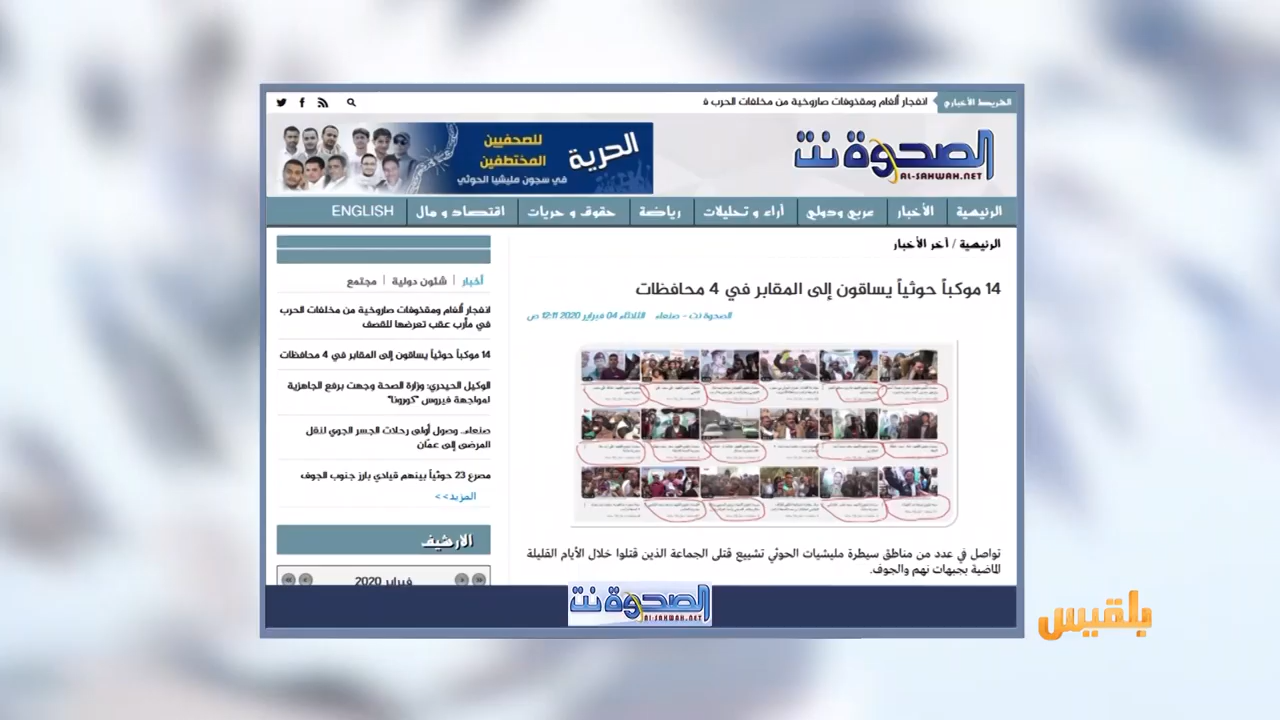 الشريط الأخباري
انفجار ألغام ومقذوفات صاروخية من مخلفات الحرب ف
الصحوة نت
AL-SAHWAH.NET
الحرية
للصحفيين
المختطفين
في سجون مليشيا الحوثي
الرئيسية
الأخبار
عربي ودولي
آراء و تحليلات
رياضة
حقوق و حريات
اقتصاد و مال
ENGLISH
الرئيسية / آخر الأخبار
14 موكباً حوثياً يساقون إلى المقابر في 4 محافظات
الصحوة نت - صنعاء الثلاثاء 04 فبراير 2020 12:11 ص
تواصل في عدد من مناطق سيطرة مليشيات الحوثي تشييع قتلى الجماعة الذين قتلوا خلال الأيام القليلة
الماضية بجبهات نهم والجوف.
أخبار | شئون دولية | مجتمع
انفجار ألغام ومقذوفات صاروخية من مخلفات الحرب
في مأرب عقب تعرضها للقصف
14 موكباً حوثياً يساقون إلى المقابر في 4 محافظات
الوكيل الحيدري: وزارة الصحة وجهت برفع الجاهزية
لمواجهة فيروس "كورونا"
صنعاء.. وصول أولى رحلات الجسر الجوي لنقل
المرضى إلى عمّان
مصرع 23 حوثياً بينهم قيادي بارز جنوب الجوف
المزيد>>
الارشيف
فبراير 2020
الصحوة نت
AL-SAHWAH.NET
بلقيس